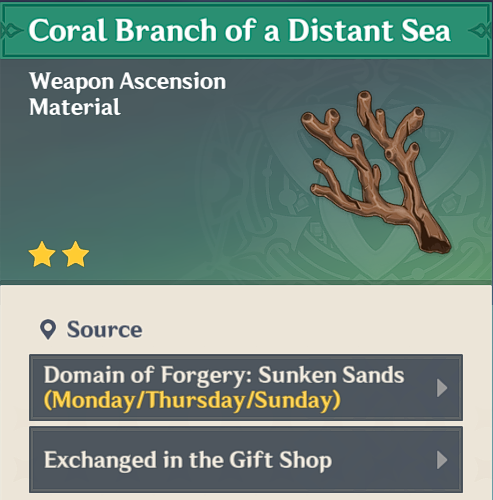 Coral Branch of a Distant Sea
Weapon Ascension
Material
Source
Domain of Forgery: Sunken Sands
(Monday/Thursday/Sunday)
Exchanged in the Gift Shop